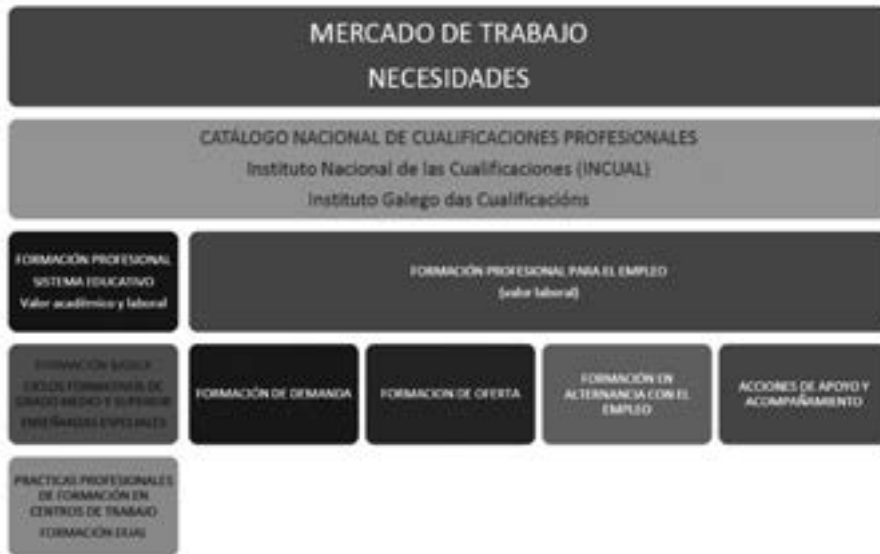 MERCADO DE TRABAJO
NECESIDADES
CATÁLOGO NACIONAL DE CUALIFICACIONES PROFESIONALES
Instituto Nacional de las Cualificaciones (INCUAL)
Instituto Galego das Cualificacións
FORMACIÓN PROFESIONAL
SISTEMA EDUCATIVO
Valor académico y laboral
FORMACIÓN PROFESIONAL PARA EL EMPLEO
(valor laboral)
FORMACIÓN BÁSICA
CICLOS FORMATIVOS DE
GRADO MEDIO Y SUPERIOR
ENSEÑANZAS ESPECIALES
FORMACIÓN DE DEMANDA
FORMACION DE OFERTA
FORMACIÓN EN
ALTERNANCIA CON EL
EMPLEO
ACCIONES DE APOYO Y
ACOMPAÑAMIENTO
PRACTICAS PROFESIONALES
DE FORMACIÓN EN
CENTROS DE TRABAJO
FORMACIÓN DUAL